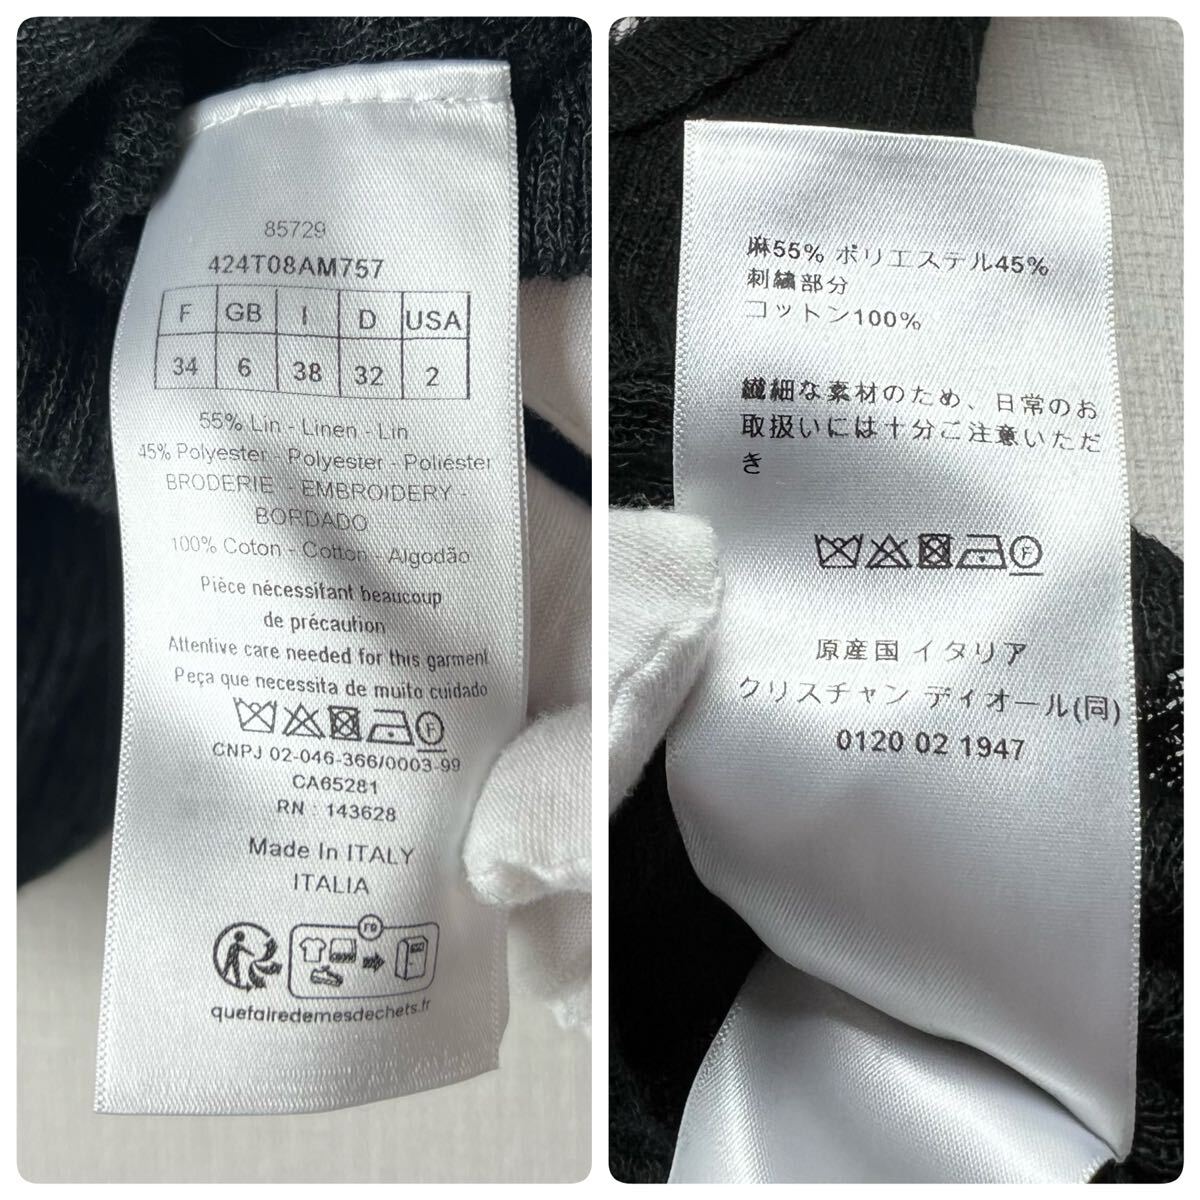 85729
424T08AM757
F GB I D USA
34 6 38 32 2
55% Lin - Linen - Lin
45% Polyester - Polyester - Poliéster
BRODERIE - EMBROIDERY -
BORDADO
100% Coton - Cotton - Algodão
Pièce nécessitant beaucoup
de précaution
Attentive care needed for this garment
Peça que necessita de muito cuidado
F
CNPJ 02-046-366/0003-99
CA65281
RN : 143628
Made In ITALY
ITALIA
FR
quefairedemesdechets.fr
麻55% ポリエステル45%
刺繍部分
コットン100%
繊細な素材のため、日常のお
取扱いには十分ご注意いただ
き
F
原産国 イタリア
クリスチャン ディオール(同)
0120 02 1947